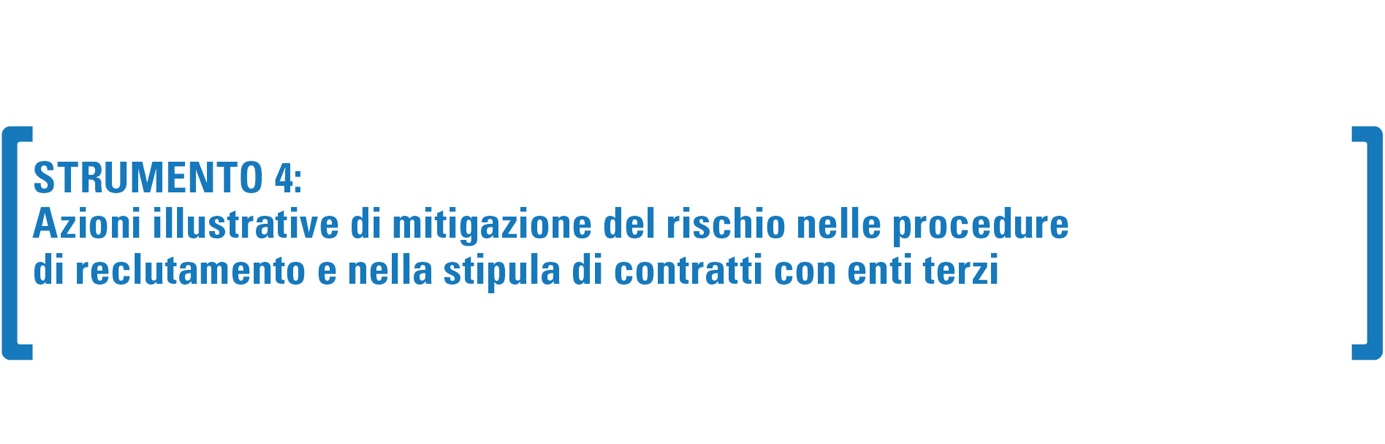 STRUMENTO 4:
Azioni illustrative di mitigazione del rischio nelle procedure
di reclutamento e nella stipula di contratti con enti terzi